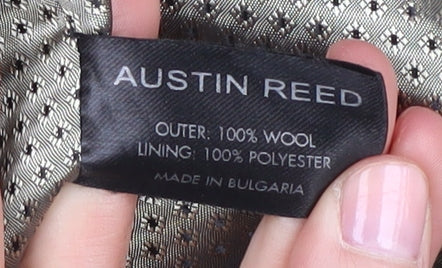 AUSTIN REED
OUTER: 100% WOOL
LINING: 100% POLYESTER
MADE IN BULGARIA